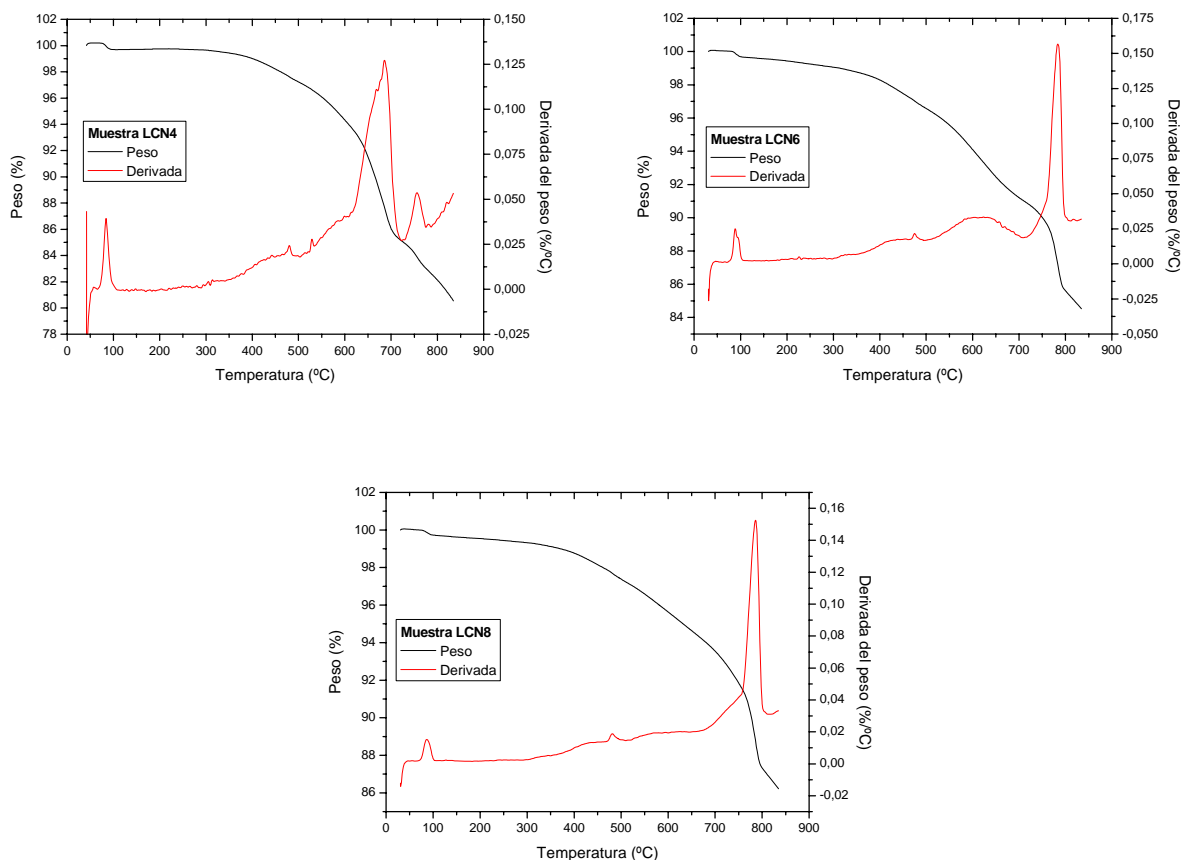 102
100
98
96
94
92
90
88
86
84
82
80
78
Peso (%)
0,150
0,125
0,100
0,075
0,050
0,025
0,000
-0,025
Derivada del peso (%/ºC)
0 100 200 300 400 500 600 700 800 900
Temperatura (ºC)
Muestra LCN4
Peso
Derivada
102
100
98
96
94
92
90
88
86
84
Peso (%)
0,175
0,150
0,125
0,100
0,075
0,050
0,025
0,000
-0,025
-0,050
Derivada del peso (%/ºC)
0 100 200 300 400 500 600 700 800 900
Temperatura (ºC)
Muestra LCN6
Peso
Derivada
102
100
98
96
94
92
90
88
86
Peso (%)
0,16
0,14
0,12
0,10
0,08
0,06
0,04
0,02
0,00
-0,02
Derivada del peso (%/ºC)
0 100 200 300 400 500 600 700 800 900
Temperatura (ºC)
Muestra LCN8
Peso
Derivada